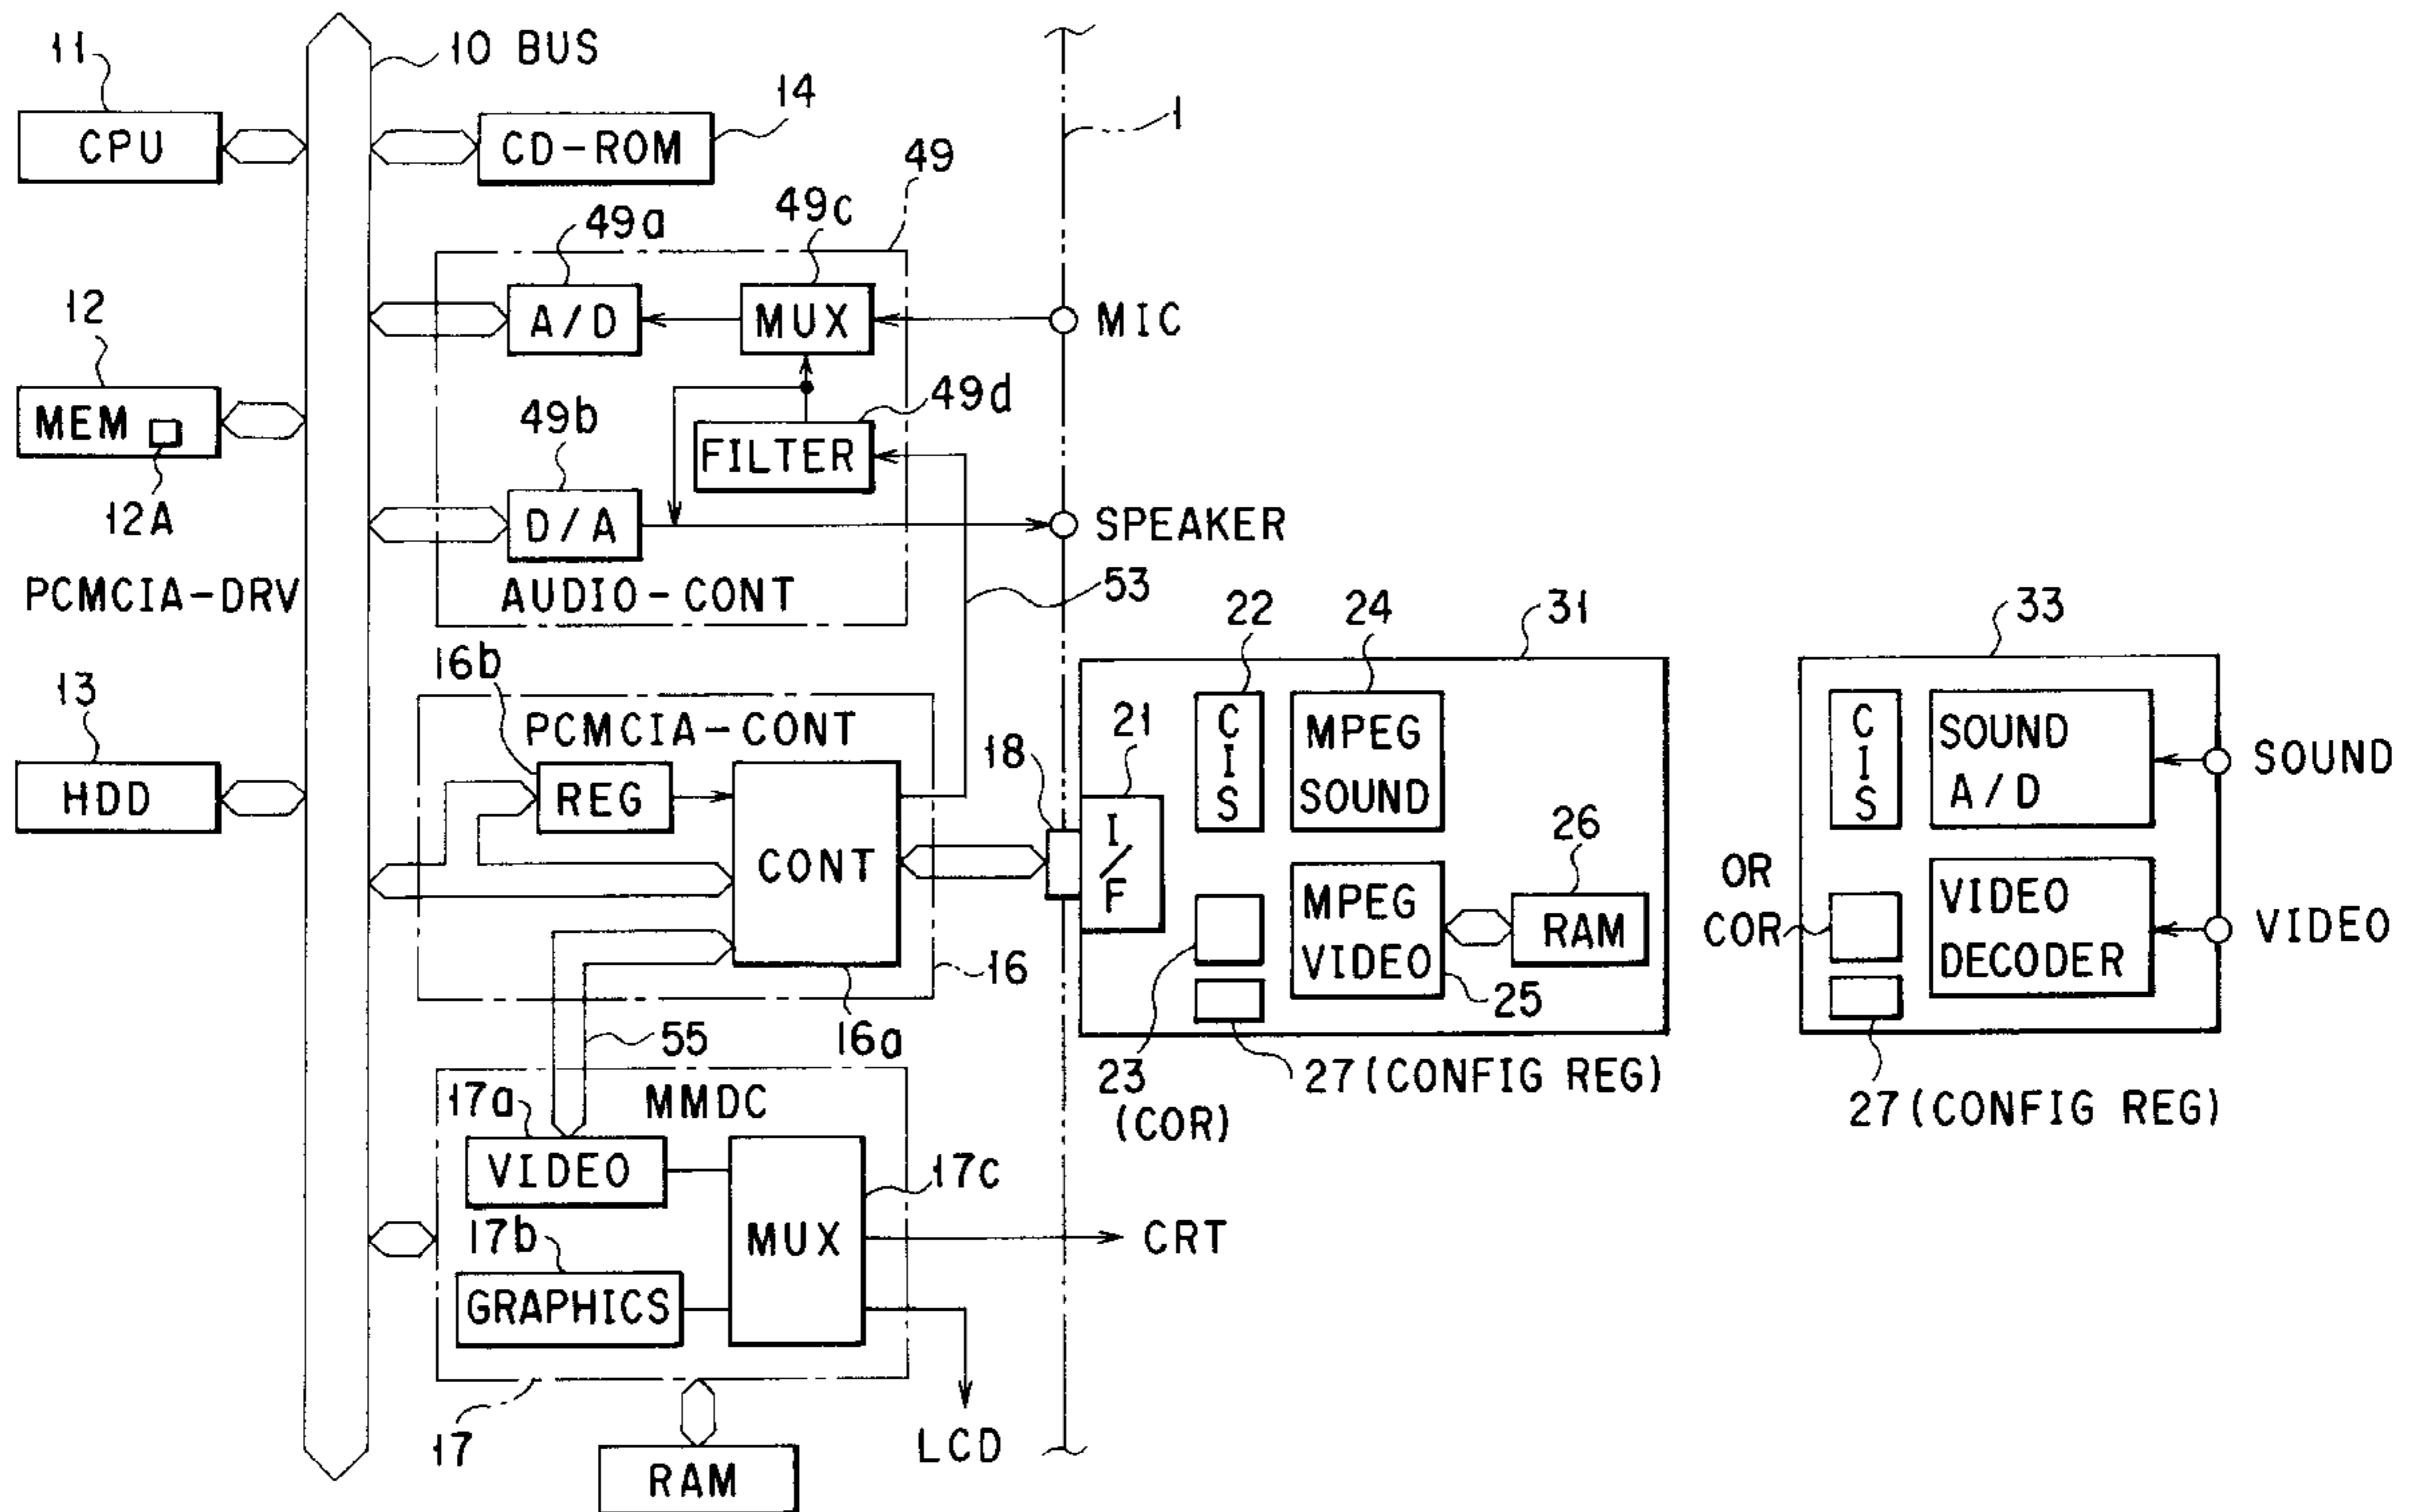 11
10 BUS
CPU
14
CD-ROM
1
49
49a
49c
A/D
MUX
MIC
12
MEM
12A
49b
49d
FILTER
D/A
SPEAKER
PCMCIA-DRV
AUDIO-CONT
53
13
HDD
16b
PCMCIA-CONT
REG
CONT
18
16
16a
55
22
24
31
21
I/F
CIS
MPEG
SOUND
26
MPEG
VIDEO
RAM
25
23
(COR)
27(CONFIG REG)
33
CIS
SOUND
A/D
SOUND
OR
COR
VIDEO
DECODER
VIDEO
27(CONFIG REG)
MMDC
17a
VIDEO
17b
GRAPHICS
MUX
17c
CRT
17
LCD
RAM